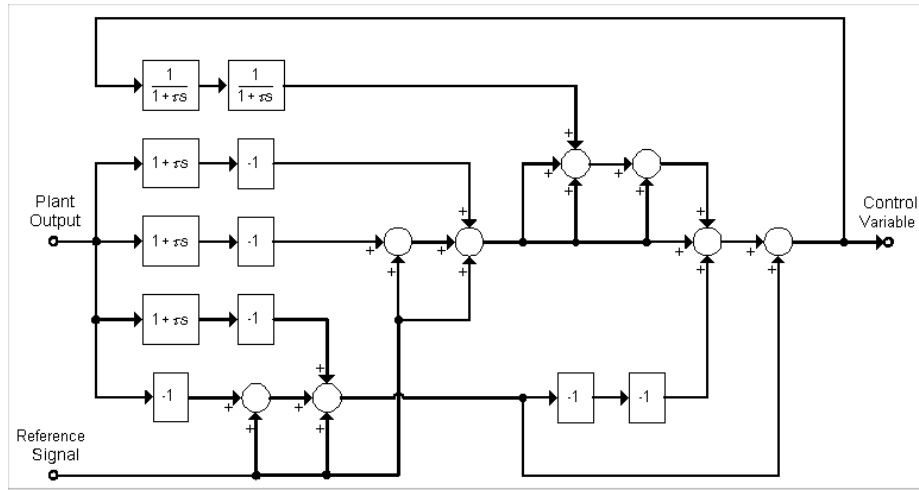 1
1+τs
1
1+τs
+
1+τs
-1
+
+
+
+
Plant
Output
Control
Variable
+
+
1+τs
-1
+
+
+
+
+
+
+
+
1+τs
-1
+
-1
-1
-1
+
+
+
+
Reference
Signal